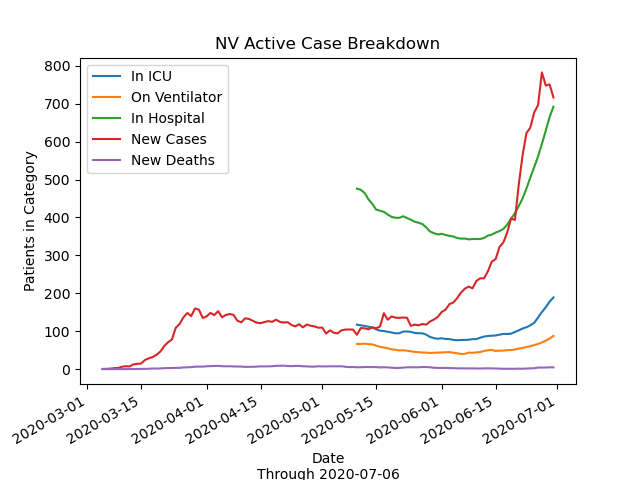 NV Active Case Breakdown
In ICU
On Ventilator
In Hospital
New Cases
New Deaths
Patients in Category
800
700
600
500
400
300
200
100
0
2020-03-01
2020-03-15
2020-04-01
2020-04-15
2020-05-01
2020-05-15
2020-06-01
2020-06-15
2020-07-01
Date
Through 2020-07-06